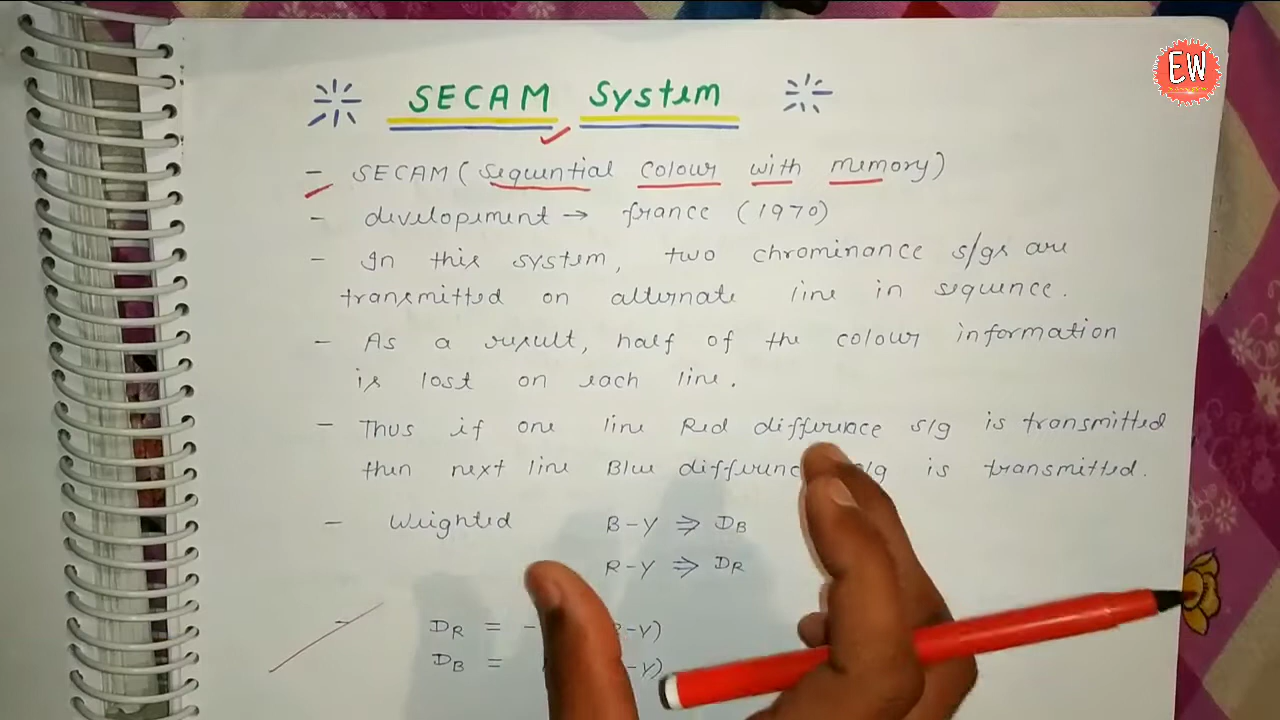 EW
SECAM System
- SECAM (Sequential Colour with memory)
- developement → france (1970)
- In this system, two chrominance s/gs are
transmitted on alternate line in sequence.
- As a result, half of the colour information
is lost on each line.
- Thus if one line Red difference s/g is transmitted
then next line Blue differenc s/g is transmitted.
- Weighted B-Y ⇒ DB
R-Y ⇒ DR
- DR = - -Y)
DB = -Y)